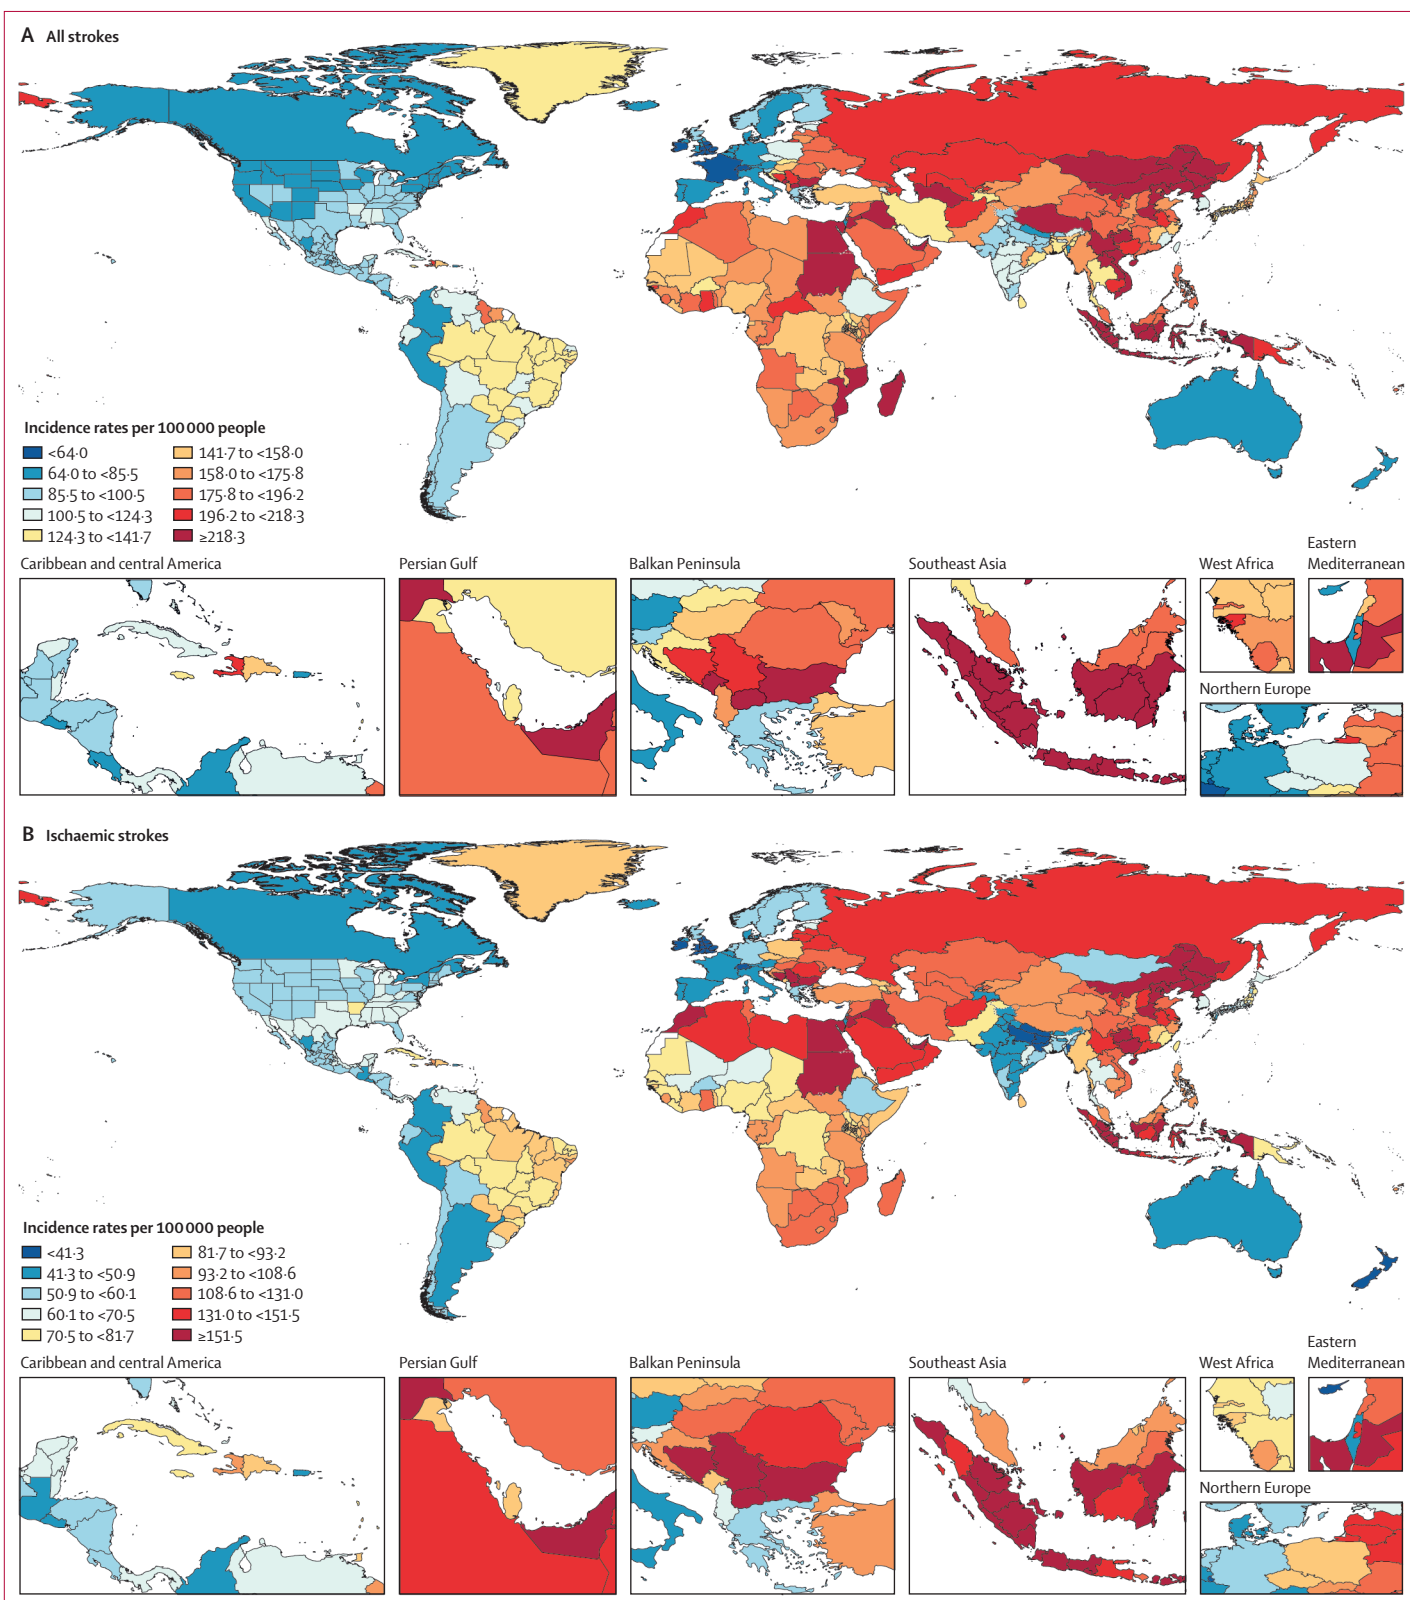 A All strokes
Incidence rates per 100 000 people
<64·0
64·0 to <85·5
85·5 to <100·5
100·5 to <124·3
124·3 to <141·7
141·7 to <158·0
158·0 to <175·8
175·8 to <196·2
196·2 to <218·3
≥218·3
Caribbean and central America
Persian Gulf
Balkan Peninsula
Southeast Asia
West Africa
Eastern
Mediterranean
Northern Europe
B Ischaemic strokes
Incidence rates per 100 000 people
<41·3
41·3 to <50·9
50·9 to <60·1
60·1 to <70·5
70·5 to <81·7
81·7 to <93·2
93·2 to <108·6
108·6 to <131·0
131·0 to <151·5
≥151·5
Caribbean and central America
Persian Gulf
Balkan Peninsula
Southeast Asia
West Africa
Eastern
Mediterranean
Northern Europe